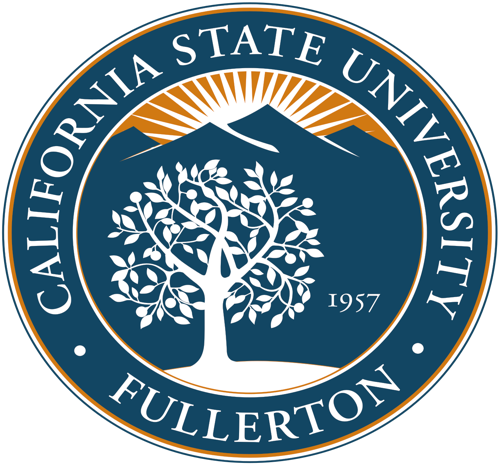 CALIFORNIA STATE UNIVERSITY
1957
FULLERTON